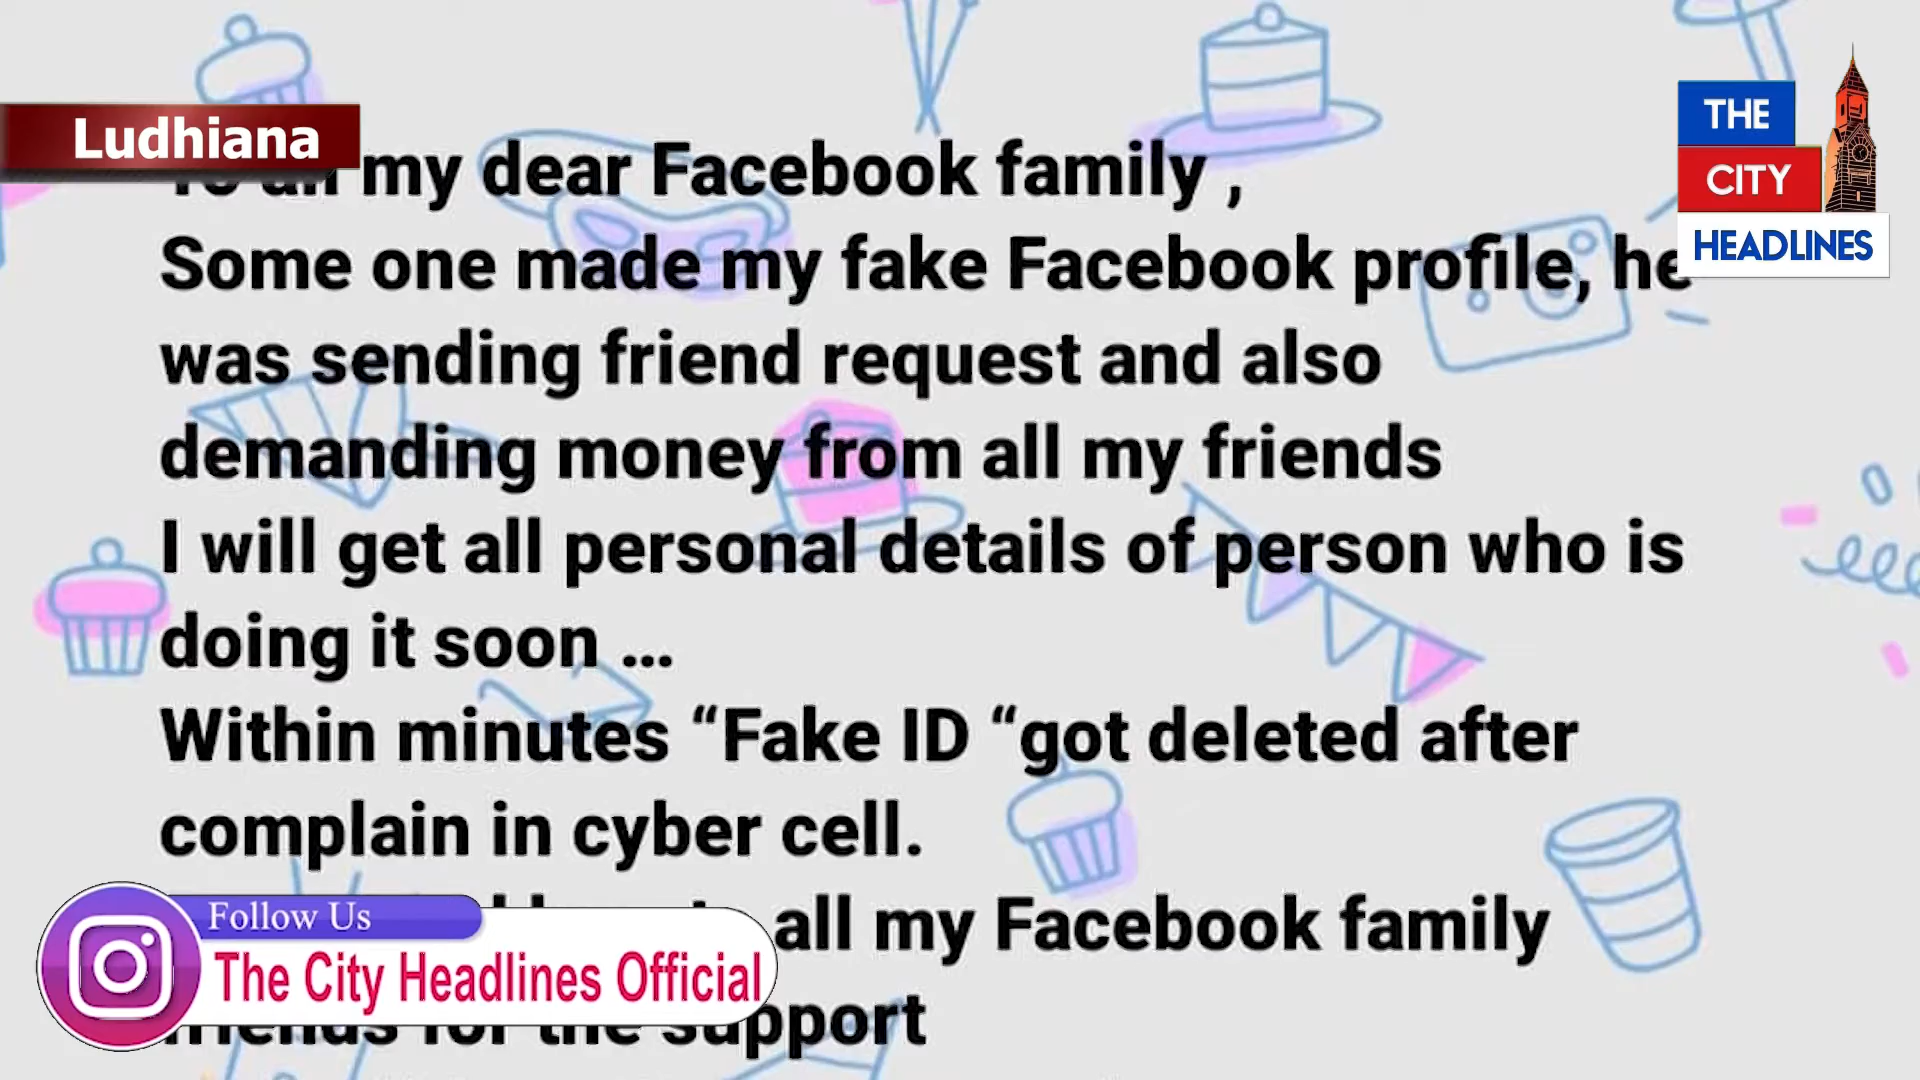 Ludhiana
THE
CITY
HEADLINES
my dear Facebook family ,
Some one made my fake Facebook profile, he
was sending friend request and also
demanding money from all my friends
I will get all personal details of person who is
doing it soon ...
Within minutes “Fake ID “got deleted after
complain in cyber cell.
all my Facebook family
friends for the support
Follow Us
The City Headlines Official